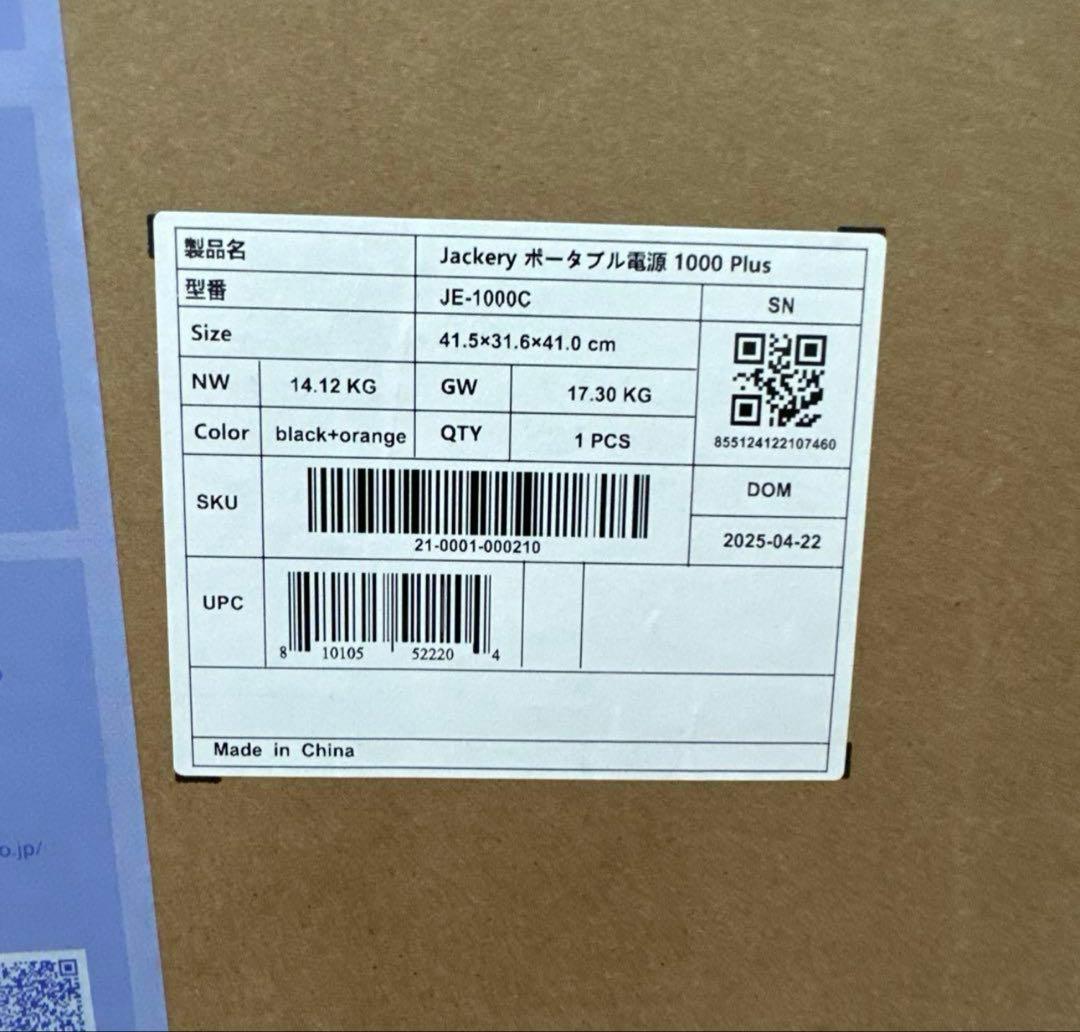 製品名 Jackery ポータブル電源 1000 Plus
型番 JE-1000C SN
Size 41.5×31.6×41.0 cm
NW 14.12 KG GW 17.30 KG
855124122107460
Color black+orange QTY 1 PCS
SKU DOM
21-0001-000210 2025-04-22
UPC
8 10105 52220 4
Made in China
o.jp/